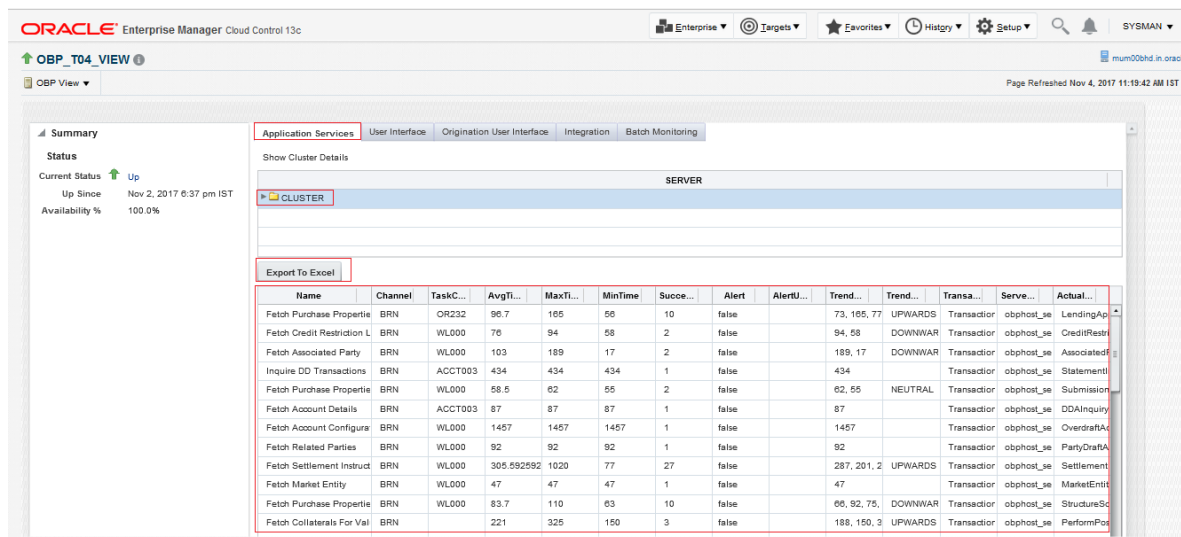 ORACLE Enterprise Manager Cloud Control 13c
Enterprise Targets Favorites History Setup SYSMAN
OBP_T04_VIEW
mum00bhd.in.orac
OBP View
Page Refreshed Nov 4, 2017 11:19:42 AM IST
Summary
Status
Current Status Up
Up Since Nov 2, 2017 6:37 pm IST
Availability % 100.0%
Application Services User Interface Origination User Interface Integration Batch Monitoring
Show Cluster Details
SERVER
CLUSTER
Export To Excel
Name Channel TaskC... AvgTi... MaxTi... MinTime Succe... Alert AlertU... Trend... Trend... Transa... Serve... Actual...
Fetch Purchase Propertie BRN OR232 96.7 165 56 10 false 73, 165, 77 UPWARDS Transaction obphost_se LendingAp
Fetch Credit Restriction L BRN WL000 76 94 58 2 false 94, 58 DOWNWAR Transaction obphost_se CreditRestri
Fetch Associated Party BRN WL000 103 189 17 2 false 189, 17 DOWNWAR Transaction obphost_se AssociatedP
Inquire DD Transactions BRN ACCT003 434 434 434 1 false 434 Transaction obphost_se StatementI
Fetch Purchase Propertie BRN WL000 58.5 62 55 2 false 62, 55 NEUTRAL Transaction obphost_se Submission
Fetch Account Details BRN ACCT003 87 87 87 1 false 87 Transaction obphost_se DDAInquiry
Fetch Account Configura BRN WL000 1457 1457 1457 1 false 1457 Transaction obphost_se OverdraftAc
Fetch Related Parties BRN WL000 92 92 92 1 false 92 Transaction obphost_se PartyDraftA
Fetch Settlement Instruct BRN WL000 305.592592 1020 77 27 false 287, 201, 2 UPWARDS Transaction obphost_se Settlement
Fetch Market Entity BRN WL000 47 47 47 1 false 47 Transaction obphost_se MarketEntit
Fetch Purchase Propertie BRN WL000 83.7 110 63 10 false 66, 92, 75, DOWNWAR Transaction obphost_se StructureSo
Fetch Collaterals For Val BRN 221 325 150 3 false 188, 150, 3 UPWARDS Transaction obphost_se PerformPos